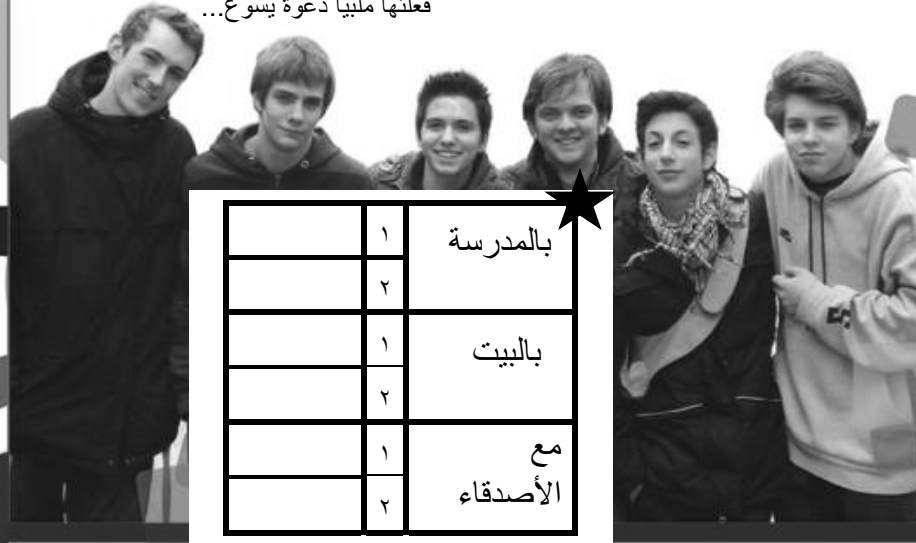 فعلتها ملبياً دعوة يسوع...
بالمدرسة
١
٢
بالبيت
١
٢
مع
الأصدقاء
١
٢